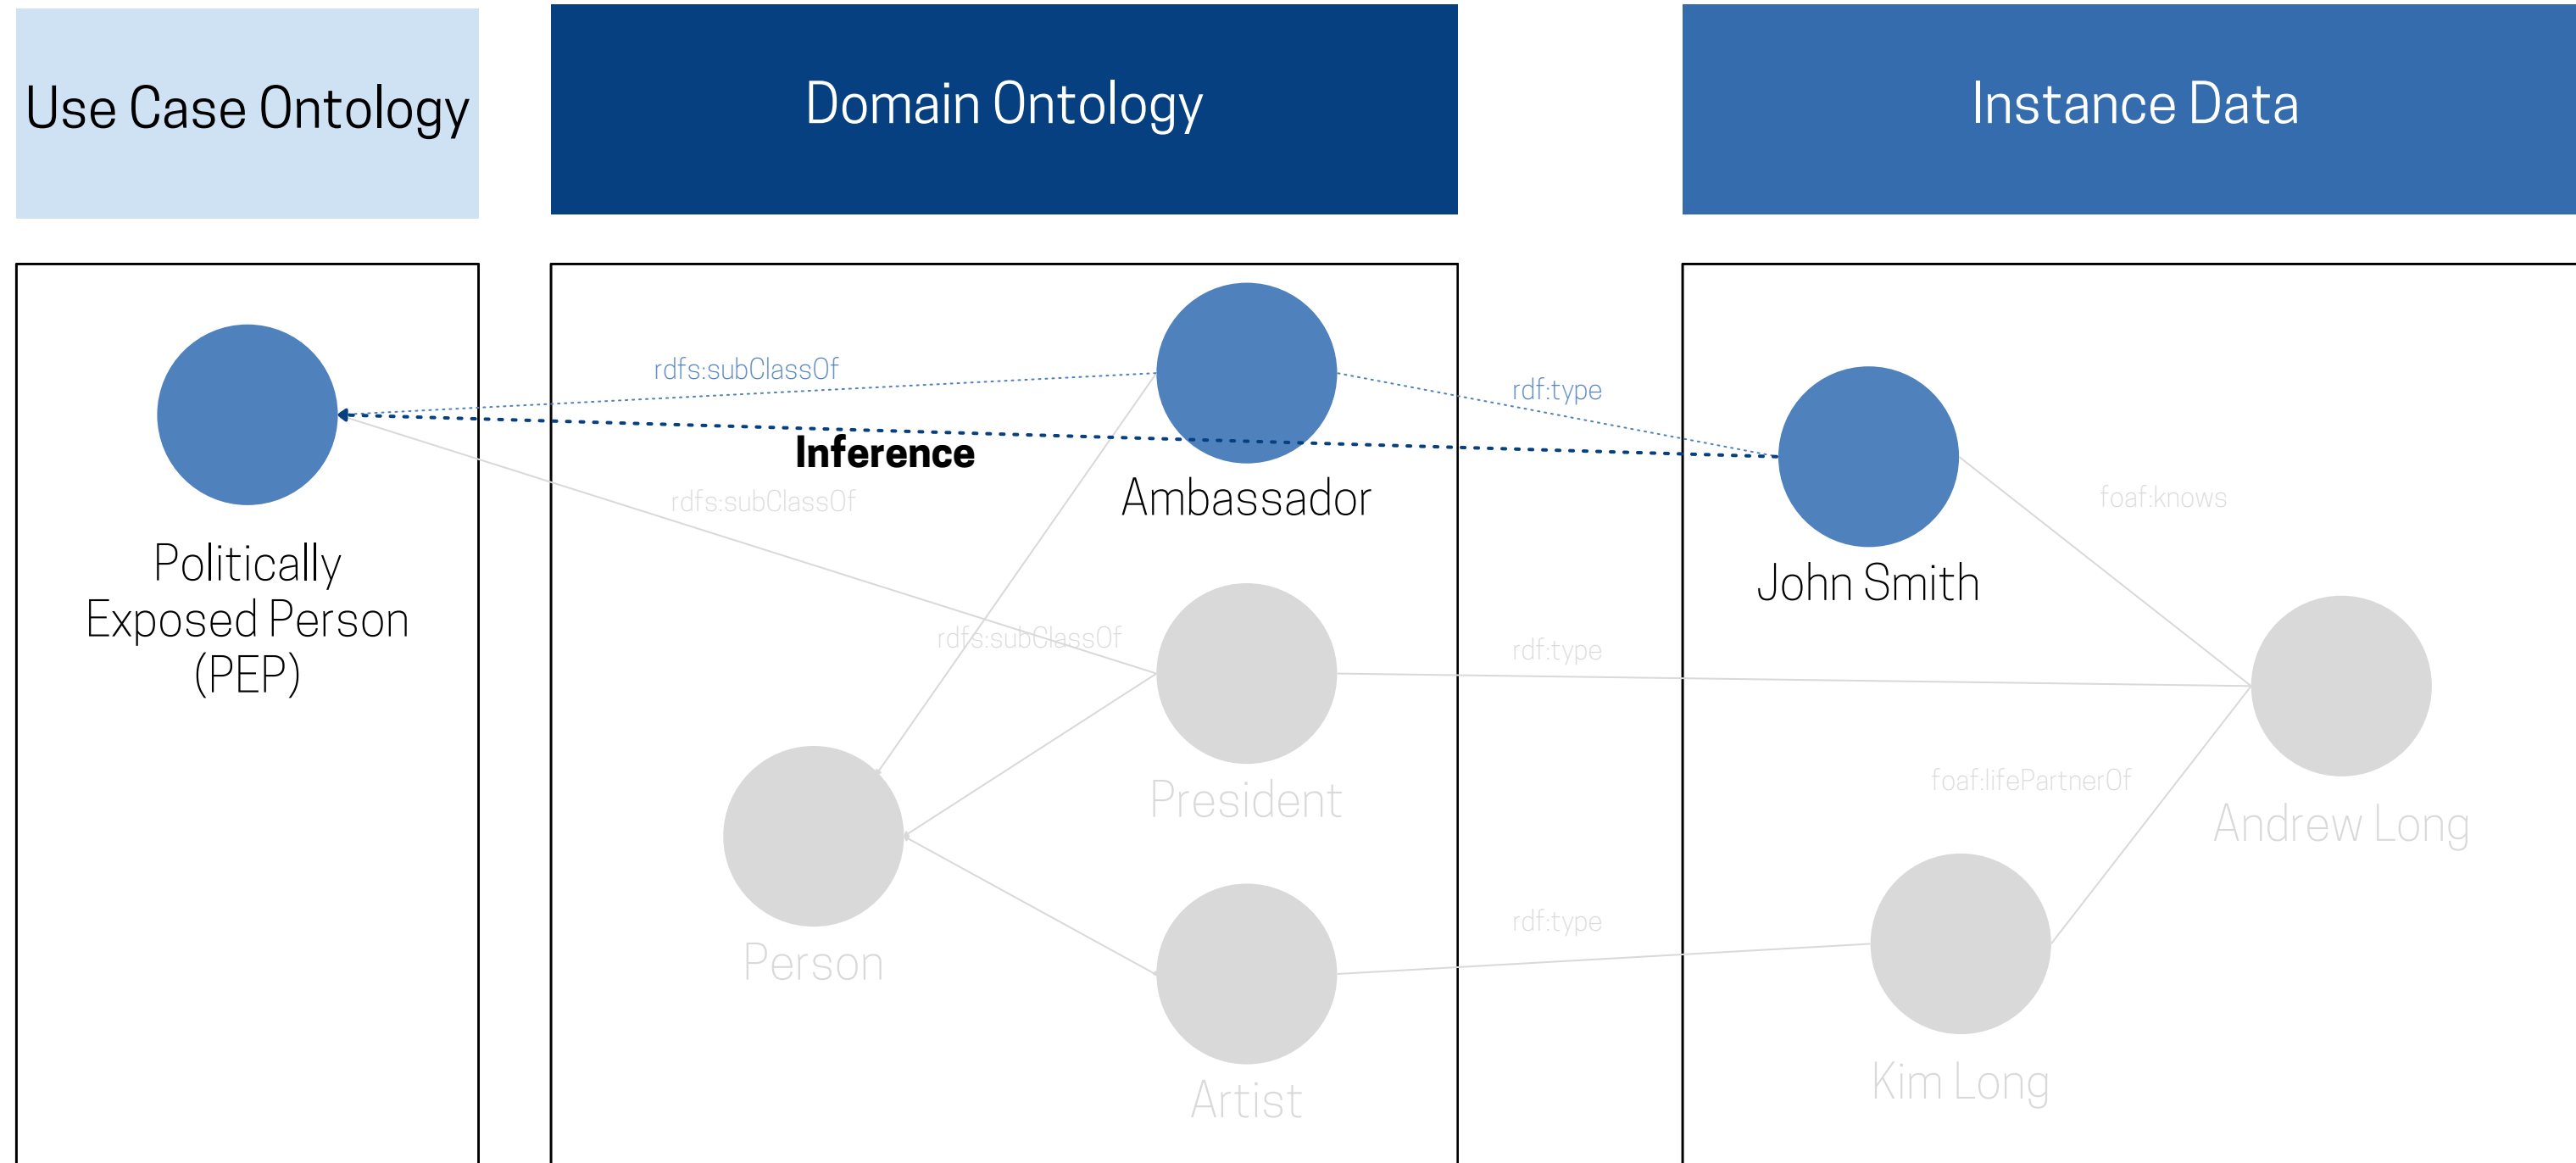 Use Case Ontology
Domain Ontology
Instance Data
rdfs:subClassOf
rdf:type
Inference
rdfs:subClassOf
Ambassador
foaf:knows
Politically
Exposed Person
(PEP)
John Smith
rdfs:subClassOf
rdf:type
President
foaf:lifePartnerOf
Andrew Long
Person
rdf:type
Artist
Kim Long